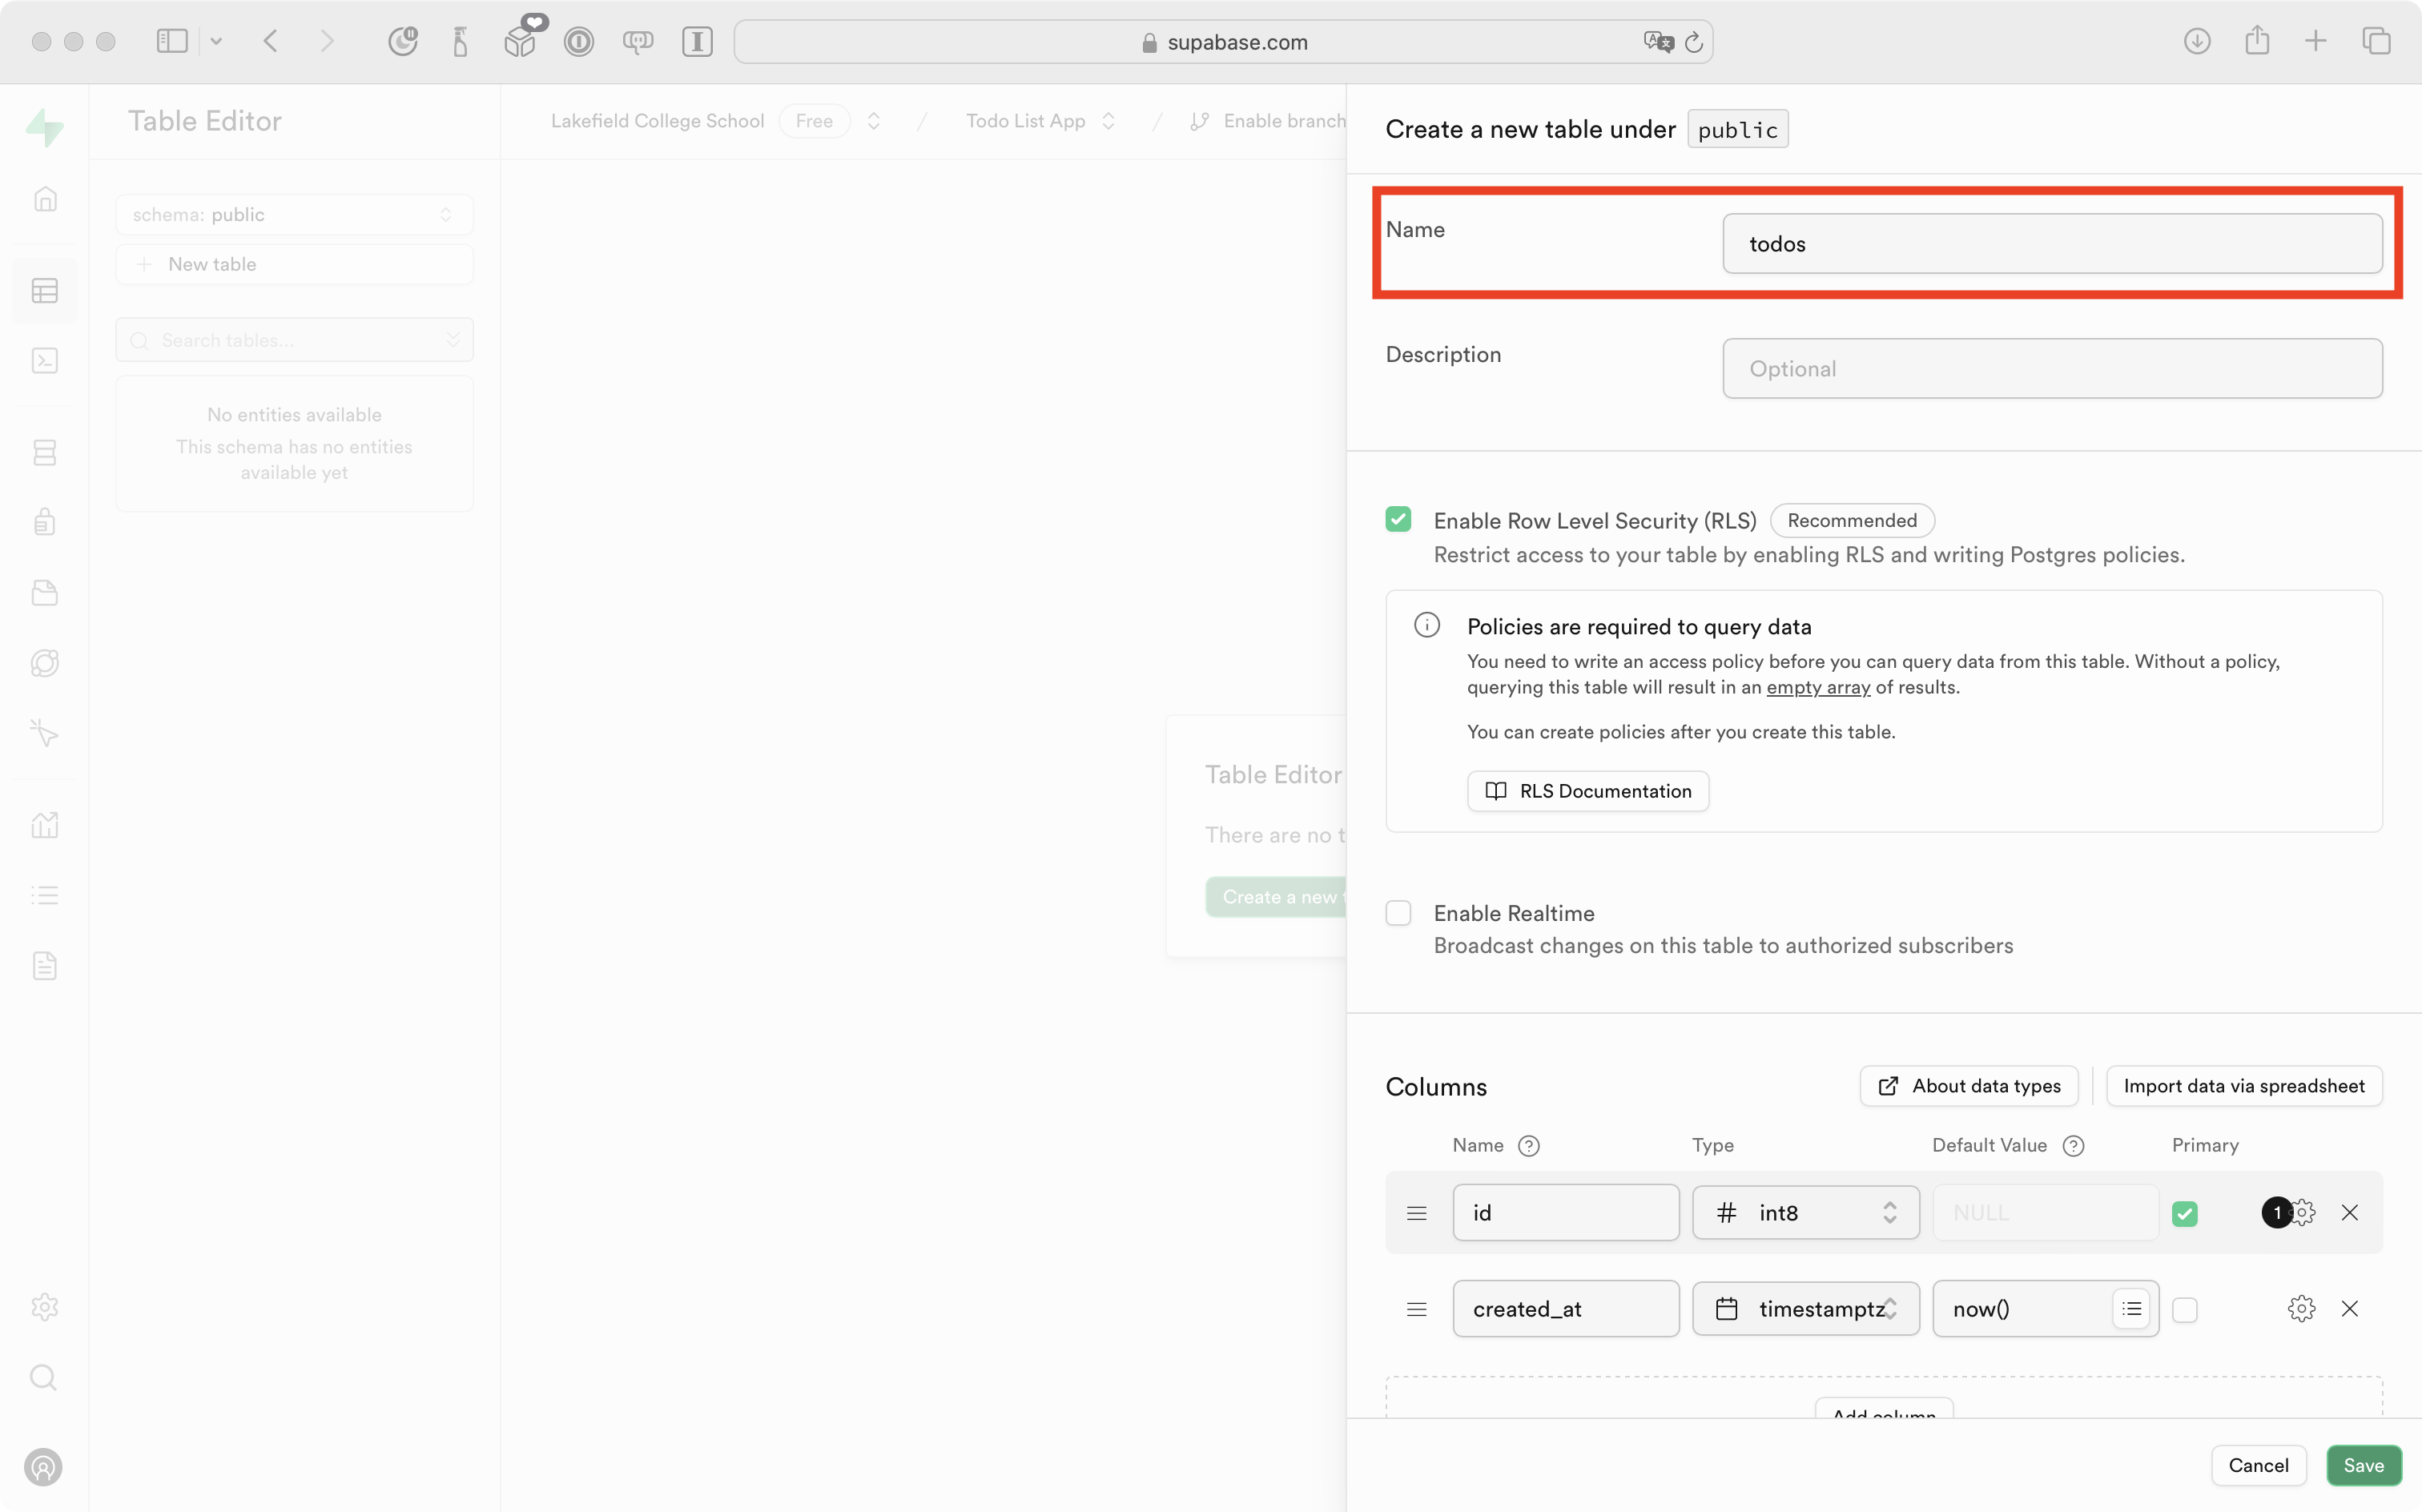 supabase.com
Table Editor
Lakefield College School Free / Todo List App / Enable branch
Create a new table under public
schema: public
New table
Search tables...
No entities available
This schema has no entities
available yet
Table Editor
There are no t
Create a new t
Name
todos
Description
Optional
Enable Row Level Security (RLS) Recommended
Restrict access to your table by enabling RLS and writing Postgres policies.
Policies are required to query data
You need to write an access policy before you can query data from this table. Without a policy,
querying this table will result in an empty array of results.
You can create policies after you create this table.
RLS Documentation
Enable Realtime
Broadcast changes on this table to authorized subscribers
Columns About data types Import data via spreadsheet
Name Type Default Value Primary
id # int8 NULL 1
created_at timestamptz now()
Add column
Cancel Save